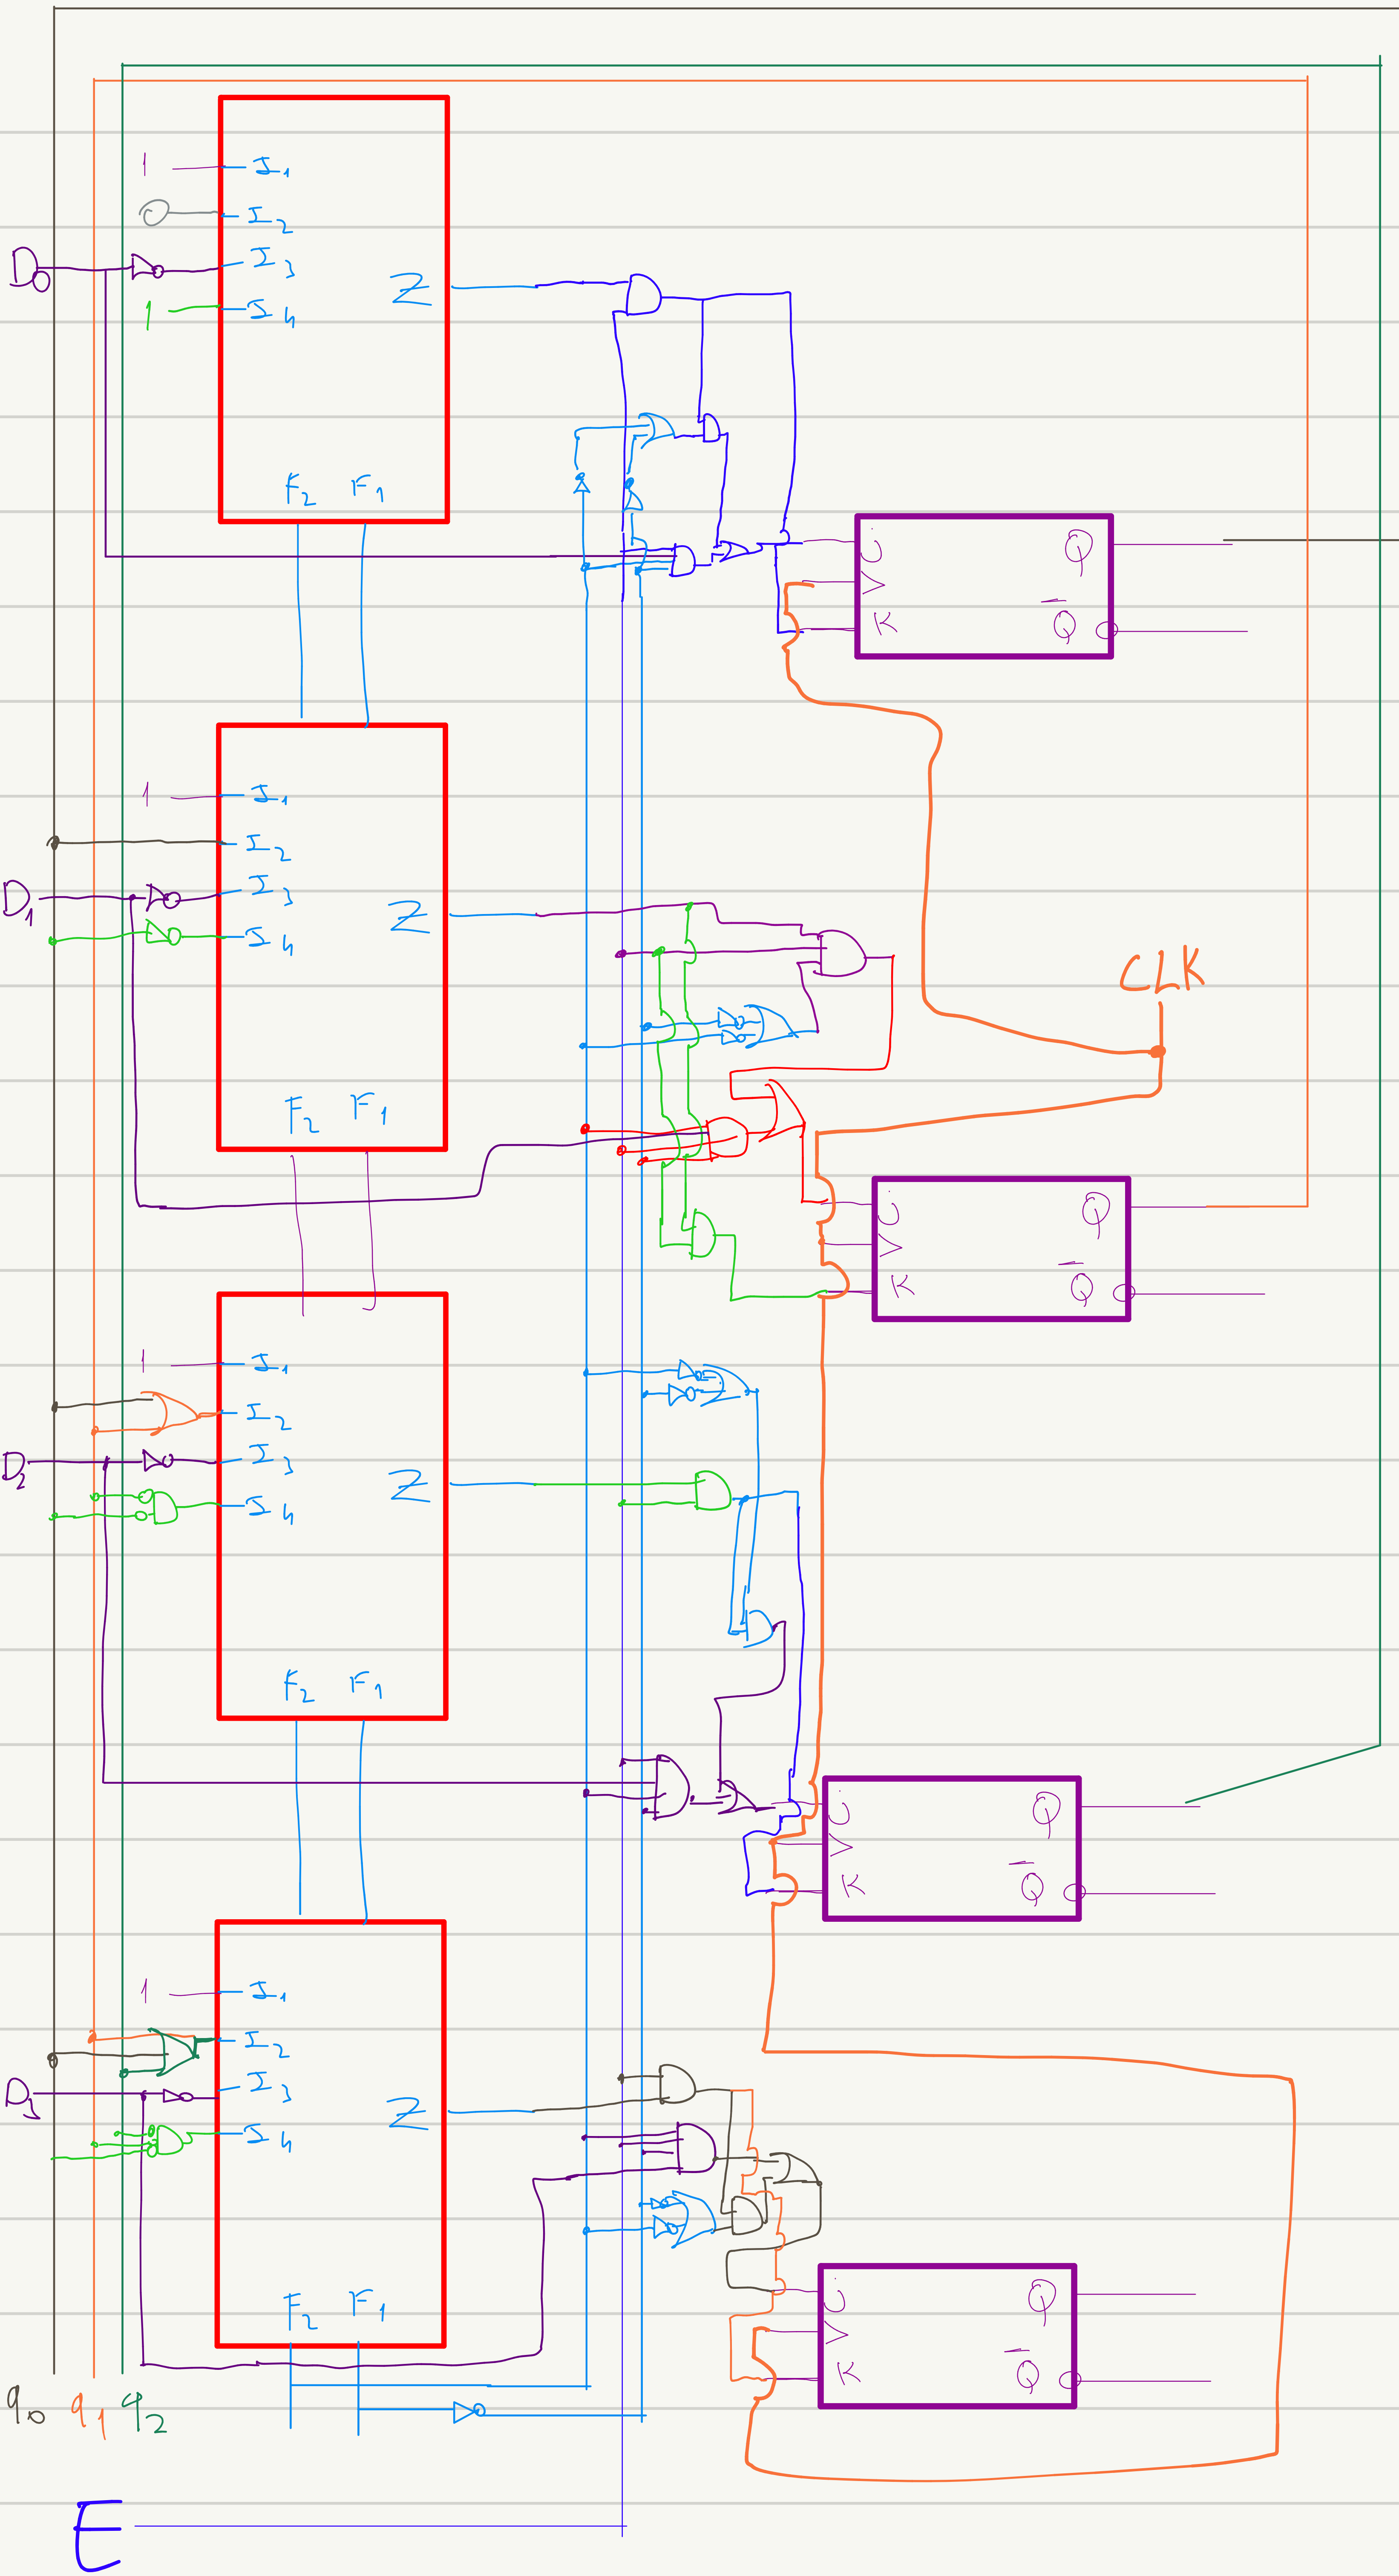 1 I₁
0 I₂
D₀ I₃
Z
1 I₄
F₂ F₁
J Q
K Q̅
1 I₁
I₂
D₁ I₃
Z
I₄
CLK
F₂ F₁
J Q
K Q̅
1 I₁
I₂
D₂ I₃
Z
I₄
F₂ F₁
J Q
K Q̅
1 I₁
I₂
D₃ I₃
Z
I₄
F₂ F₁
J Q
K Q̅
q₀ q₁ q₂
E